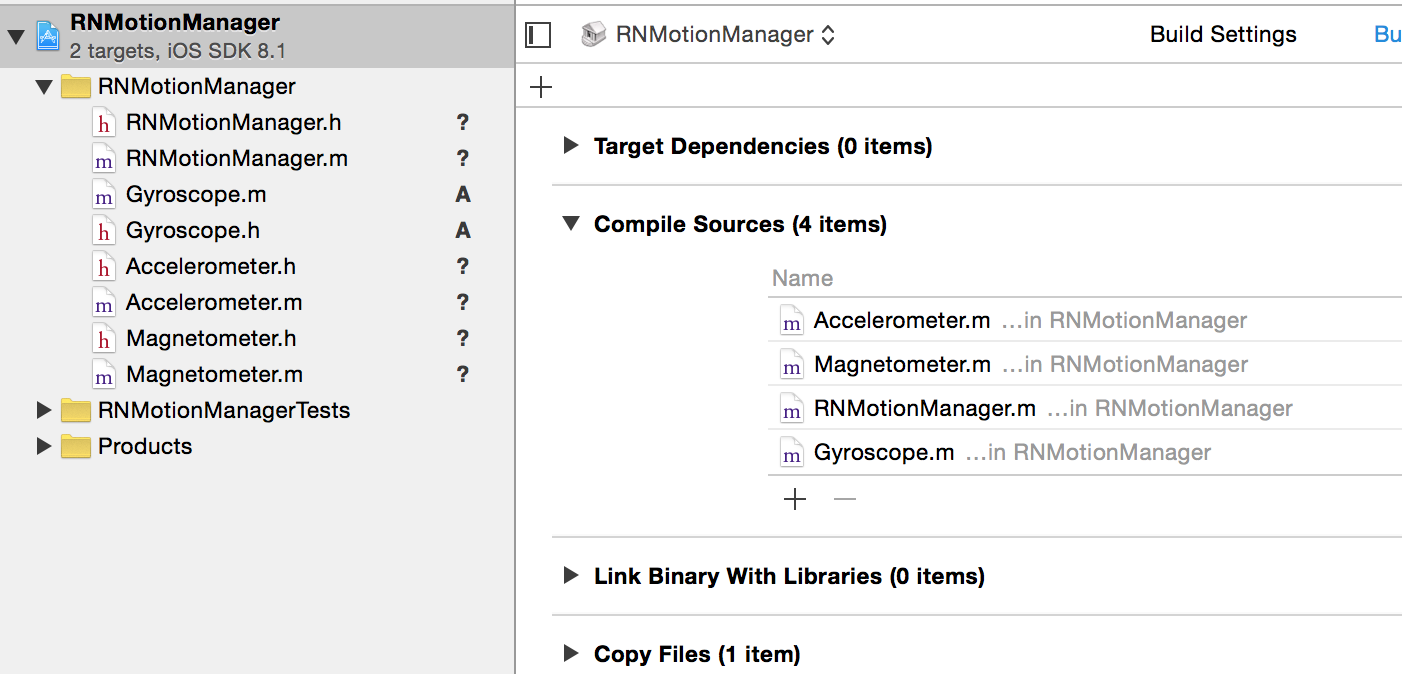 RNMotionManager
2 targets, iOS SDK 8.1
RNMotionManager
h RNMotionManager.h ?
m RNMotionManager.m ?
m Gyroscope.m A
h Gyroscope.h A
h Accelerometer.h ?
m Accelerometer.m ?
h Magnetometer.h ?
m Magnetometer.m ?
RNMotionManagerTests
Products
RNMotionManager Build Settings Bu
Target Dependencies (0 items)
Compile Sources (4 items)
Name
m Accelerometer.m ...in RNMotionManager
m Magnetometer.m ...in RNMotionManager
m RNMotionManager.m ...in RNMotionManager
m Gyroscope.m ...in RNMotionManager
Link Binary With Libraries (0 items)
Copy Files (1 item)